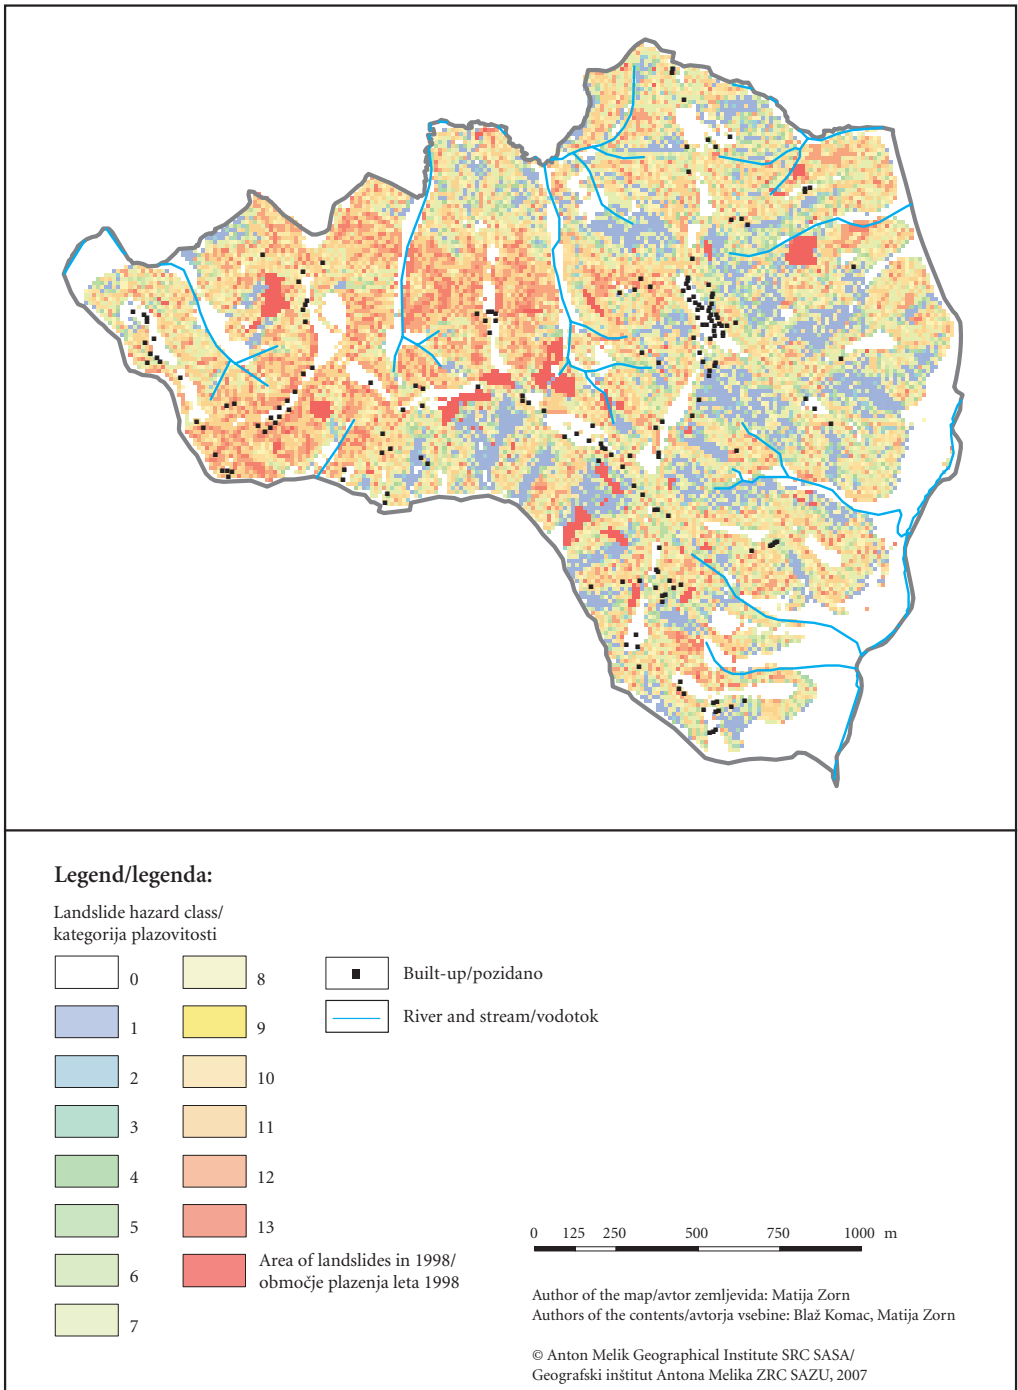 Legend/legenda:
Landslide hazard class/
kategorija plazovitosti
0
1
2
3
4
5
6
7
8
9
10
11
12
13
Area of landslides in 1998/
območje plazenja leta 1998
Built-up/pozidano
River and stream/vodotok
0 125 250 500 750 1000 m
Author of the map/avtor zemljevida: Matija Zorn
Authors of the contents/avtorja vsebine: Blaž Komac, Matija Zorn
© Anton Melik Geographical Institute SRC SASA/
Geografski inštitut Antona Melika ZRC SAZU, 2007